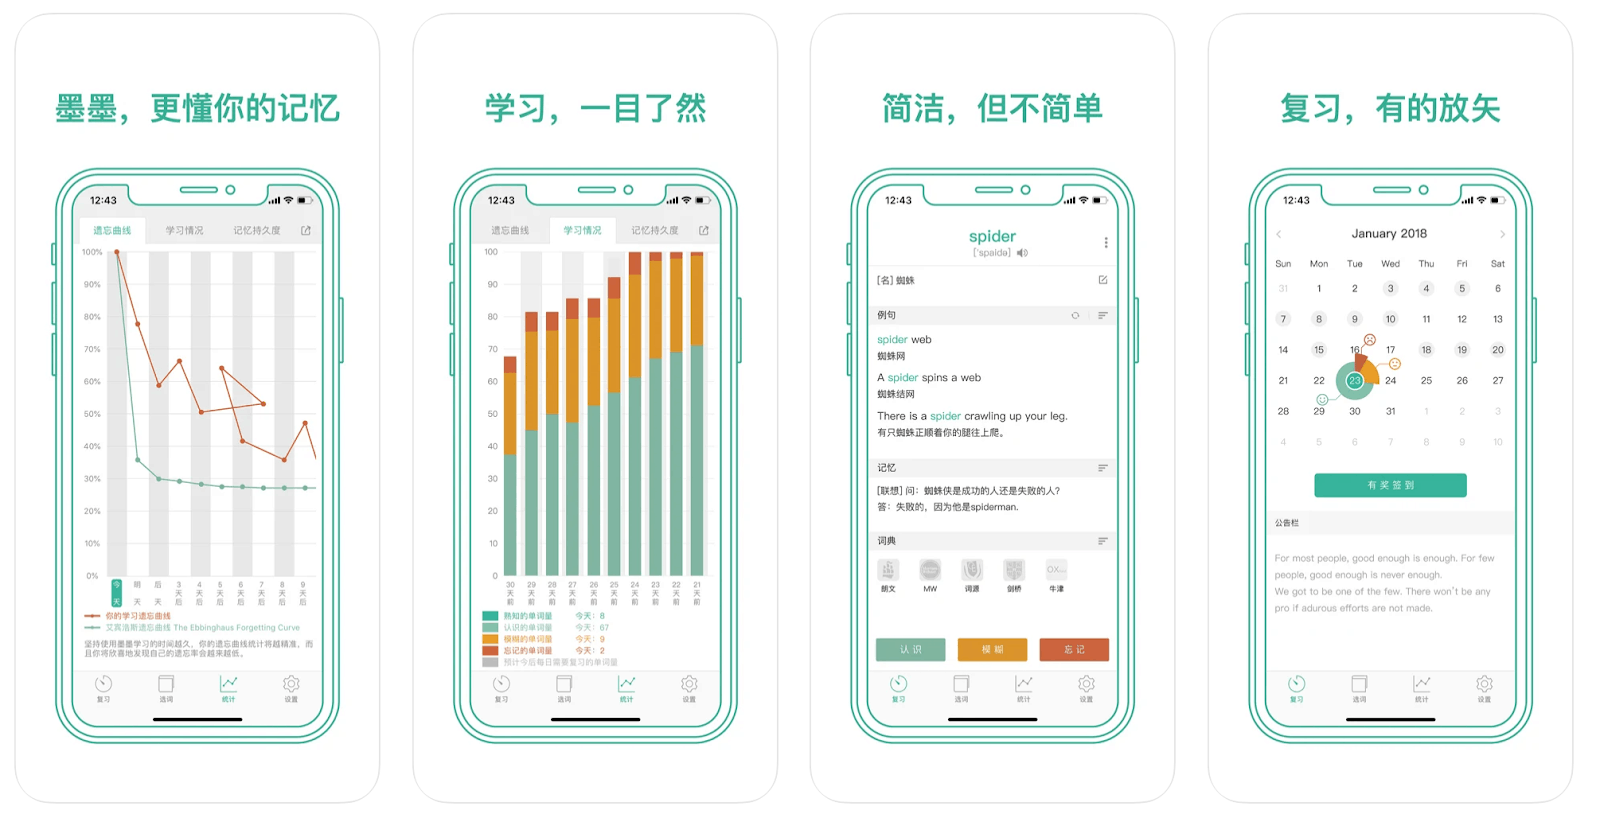 墨墨，更懂你的记忆
12:43
遗忘曲线 学习情况 记忆持久度
100%
90%
80%
70%
60%
50%
40%
30%
20%
10%
0%
今天 明天 后天 3天后 4天后 5天后 6天后 7天后 8天后 9天后
你的学习遗忘曲线
艾宾浩斯遗忘曲线 The Ebbinghaus Forgetting Curve
坚持使用墨墨学习的时间越久，你的遗忘曲线统计将越精准，而
且你将欣喜地发现自己的遗忘率会越来越低。
复习 选词 统计 设置
学习，一目了然
12:43
遗忘曲线 学习情况 记忆持久度
100
90
80
70
60
50
40
30
20
10
0
30天前 29天前 28天前 27天前 26天前 25天前 24天前 23天前 22天前 21天前
熟知的单词量 今天：8
认识的单词量 今天：67
模糊的单词量 今天：9
忘记的单词量 今天：2
预计今后每日需要复习的单词量
复习 选词 统计 设置
简洁，但不简单
12:43
spider
['spaidə]
[名] 蜘蛛
例句
spider web
蜘蛛网
A spider spins a web
蜘蛛结网
There is a spider crawling up your leg.
有只蜘蛛正顺着你的腿往上爬。
记忆
[联想] 问：蜘蛛侠是成功的人还是失败的人？
答：失败的，因为他是spiderman.
词典
朗文 MW 词源 剑桥 牛津
认识 模糊 忘记
复习 选词 统计 设置
复习，有的放矢
12:43
January 2018
Sun Mon Tue Wed Thu Fri Sat
31 1 2 3 4 5 6
7 8 9 10 11 12 13
14 15 16 17 18 19 20
21 22 23 24 25 26 27
28 29 30 31 1 2 3
4 5 6 7 8 9 10
有奖签到
公告栏
For most people, good enough is enough. For few
people, good enough is never enough.
We got to be one of the few. There won't be any
pro if adurous efforts are not made.
复习 选词 统计 设置